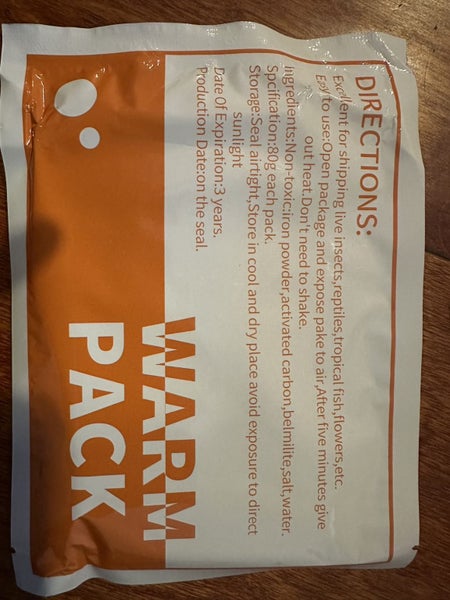 DIRECTIONS:
Excellent for shipping live insects,reptiles,tropical fish,flowers,etc.
Easy to use:Open package and expose pake to air,After five minutes give
out heat.Don't need to shake.
Ingredients:Non-toxic:iron powder,activated carbon,belmilite,salt,water.
Spcification:80g each pack.
Storage:Seal airtight,Store in cool and dry place avoid exposure to direct
sunlight
Date Of Expiration:3 years.
Production Date:on the seal.
WARM
PACK